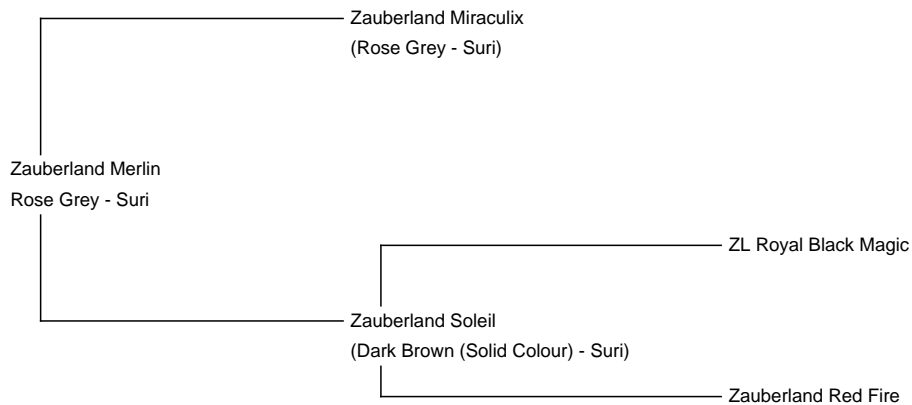 Zauberland Miraculix
(Rose Grey - Suri)
Zauberland Merlin
Rose Grey - Suri
ZL Royal Black Magic
Zauberland Soleil
(Dark Brown (Solid Colour) - Suri)
Zauberland Red Fire